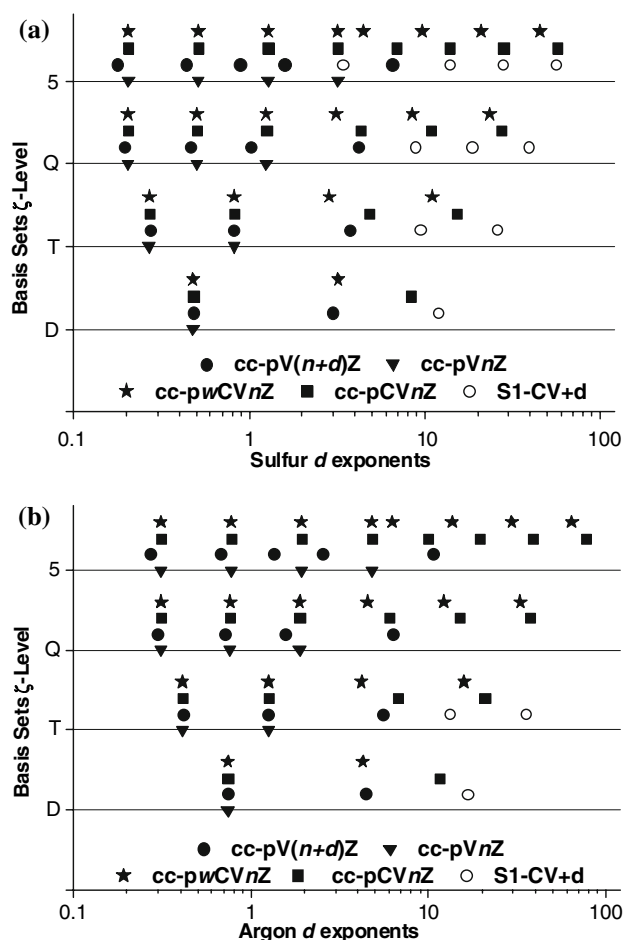 (a)
Basis Sets ζ-Level
5
Q
T
D
cc-pV(n+d)Z cc-pVnZ
cc-pwCVnZ cc-pCVnZ S1-CV+d
0.1 1 10 100
Sulfur d exponents
(b)
Basis Sets ζ-Level
5
Q
T
D
cc-pV(n+d)Z cc-pVnZ
cc-pwCVnZ cc-pCVnZ S1-CV+d
0.1 1 10 100
Argon d exponents